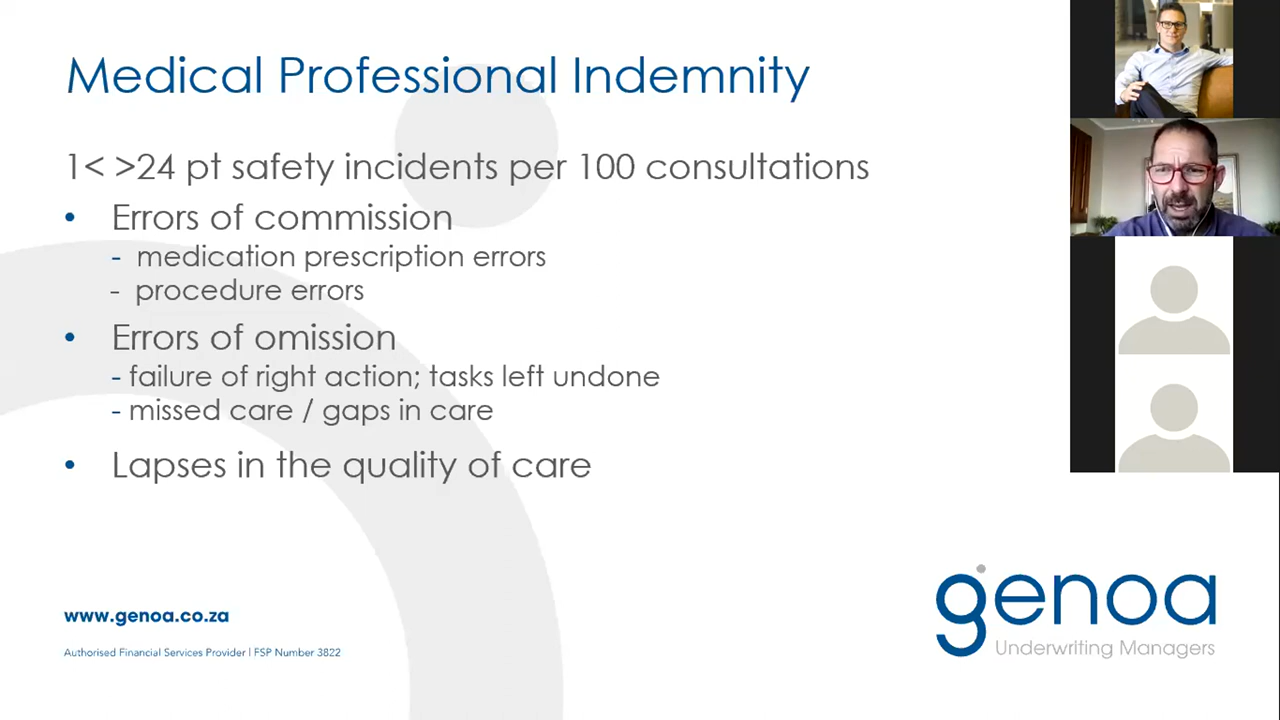 Medical Professional Indemnity
1< >24 pt safety incidents per 100 consultations
• Errors of commission
- medication prescription errors
- procedure errors
• Errors of omission
- failure of right action; tasks left undone
- missed care / gaps in care
• Lapses in the quality of care
www.genoa.co.za
Authorised Financial Services Provider | FSP Number 3822
genoa
Underwriting Managers